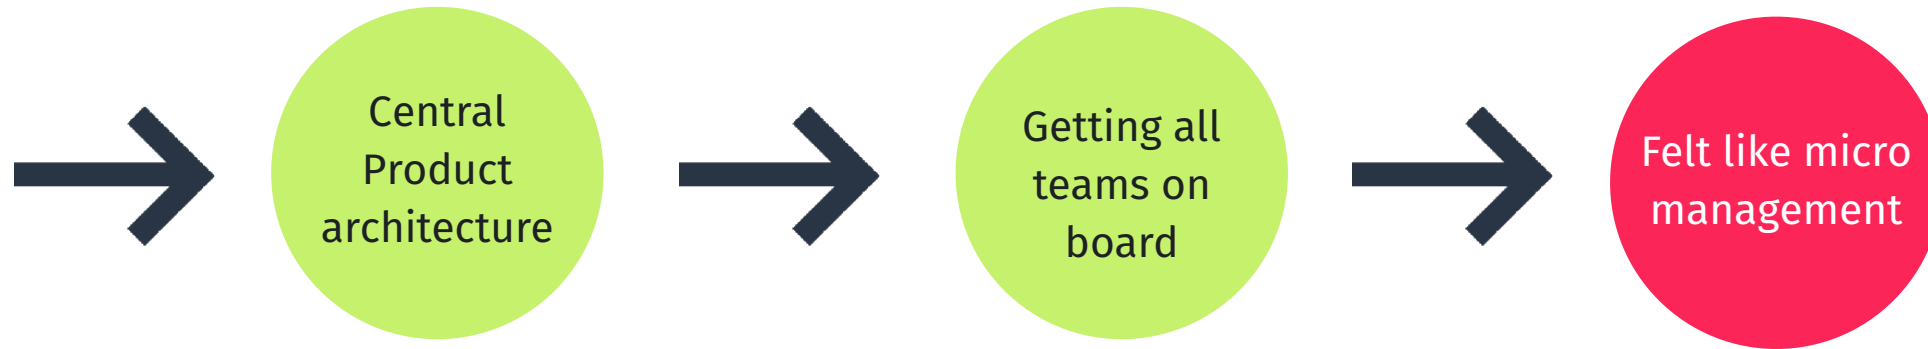 Central
Product
architecture
Getting all
teams on
board
Felt like micro
management